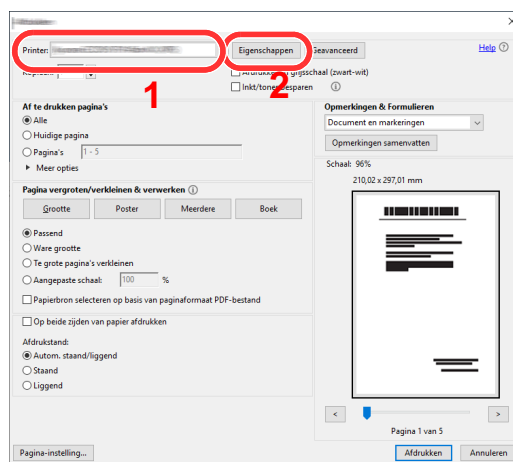 Printer:
Eigenschappen
Geavanceerd
Help
1
2
Afdrukken in grijsschaal (zwart-wit)
Inkt/toner besparen
Af te drukken pagina's
Alle
Huidige pagina
Pagina's 1 - 5
Meer opties
Pagina vergroten/verkleinen & verwerken
Grootte Poster Meerdere Boek
Passend
Ware grootte
Te grote pagina's verkleinen
Aangepaste schaal: 100 %
Papierbron selecteren op basis van paginaformaat PDF-bestand
Op beide zijden van papier afdrukken
Afdrukstand:
Autom. staand/liggend
Staand
Liggend
Opmerkingen & Formulieren
Document en markeringen
Opmerkingen samenvatten
Schaal: 96%
210,02 x 297,01 mm
< >
Pagina 1 van 5
Pagina-instelling...
Afdrukken Annuleren